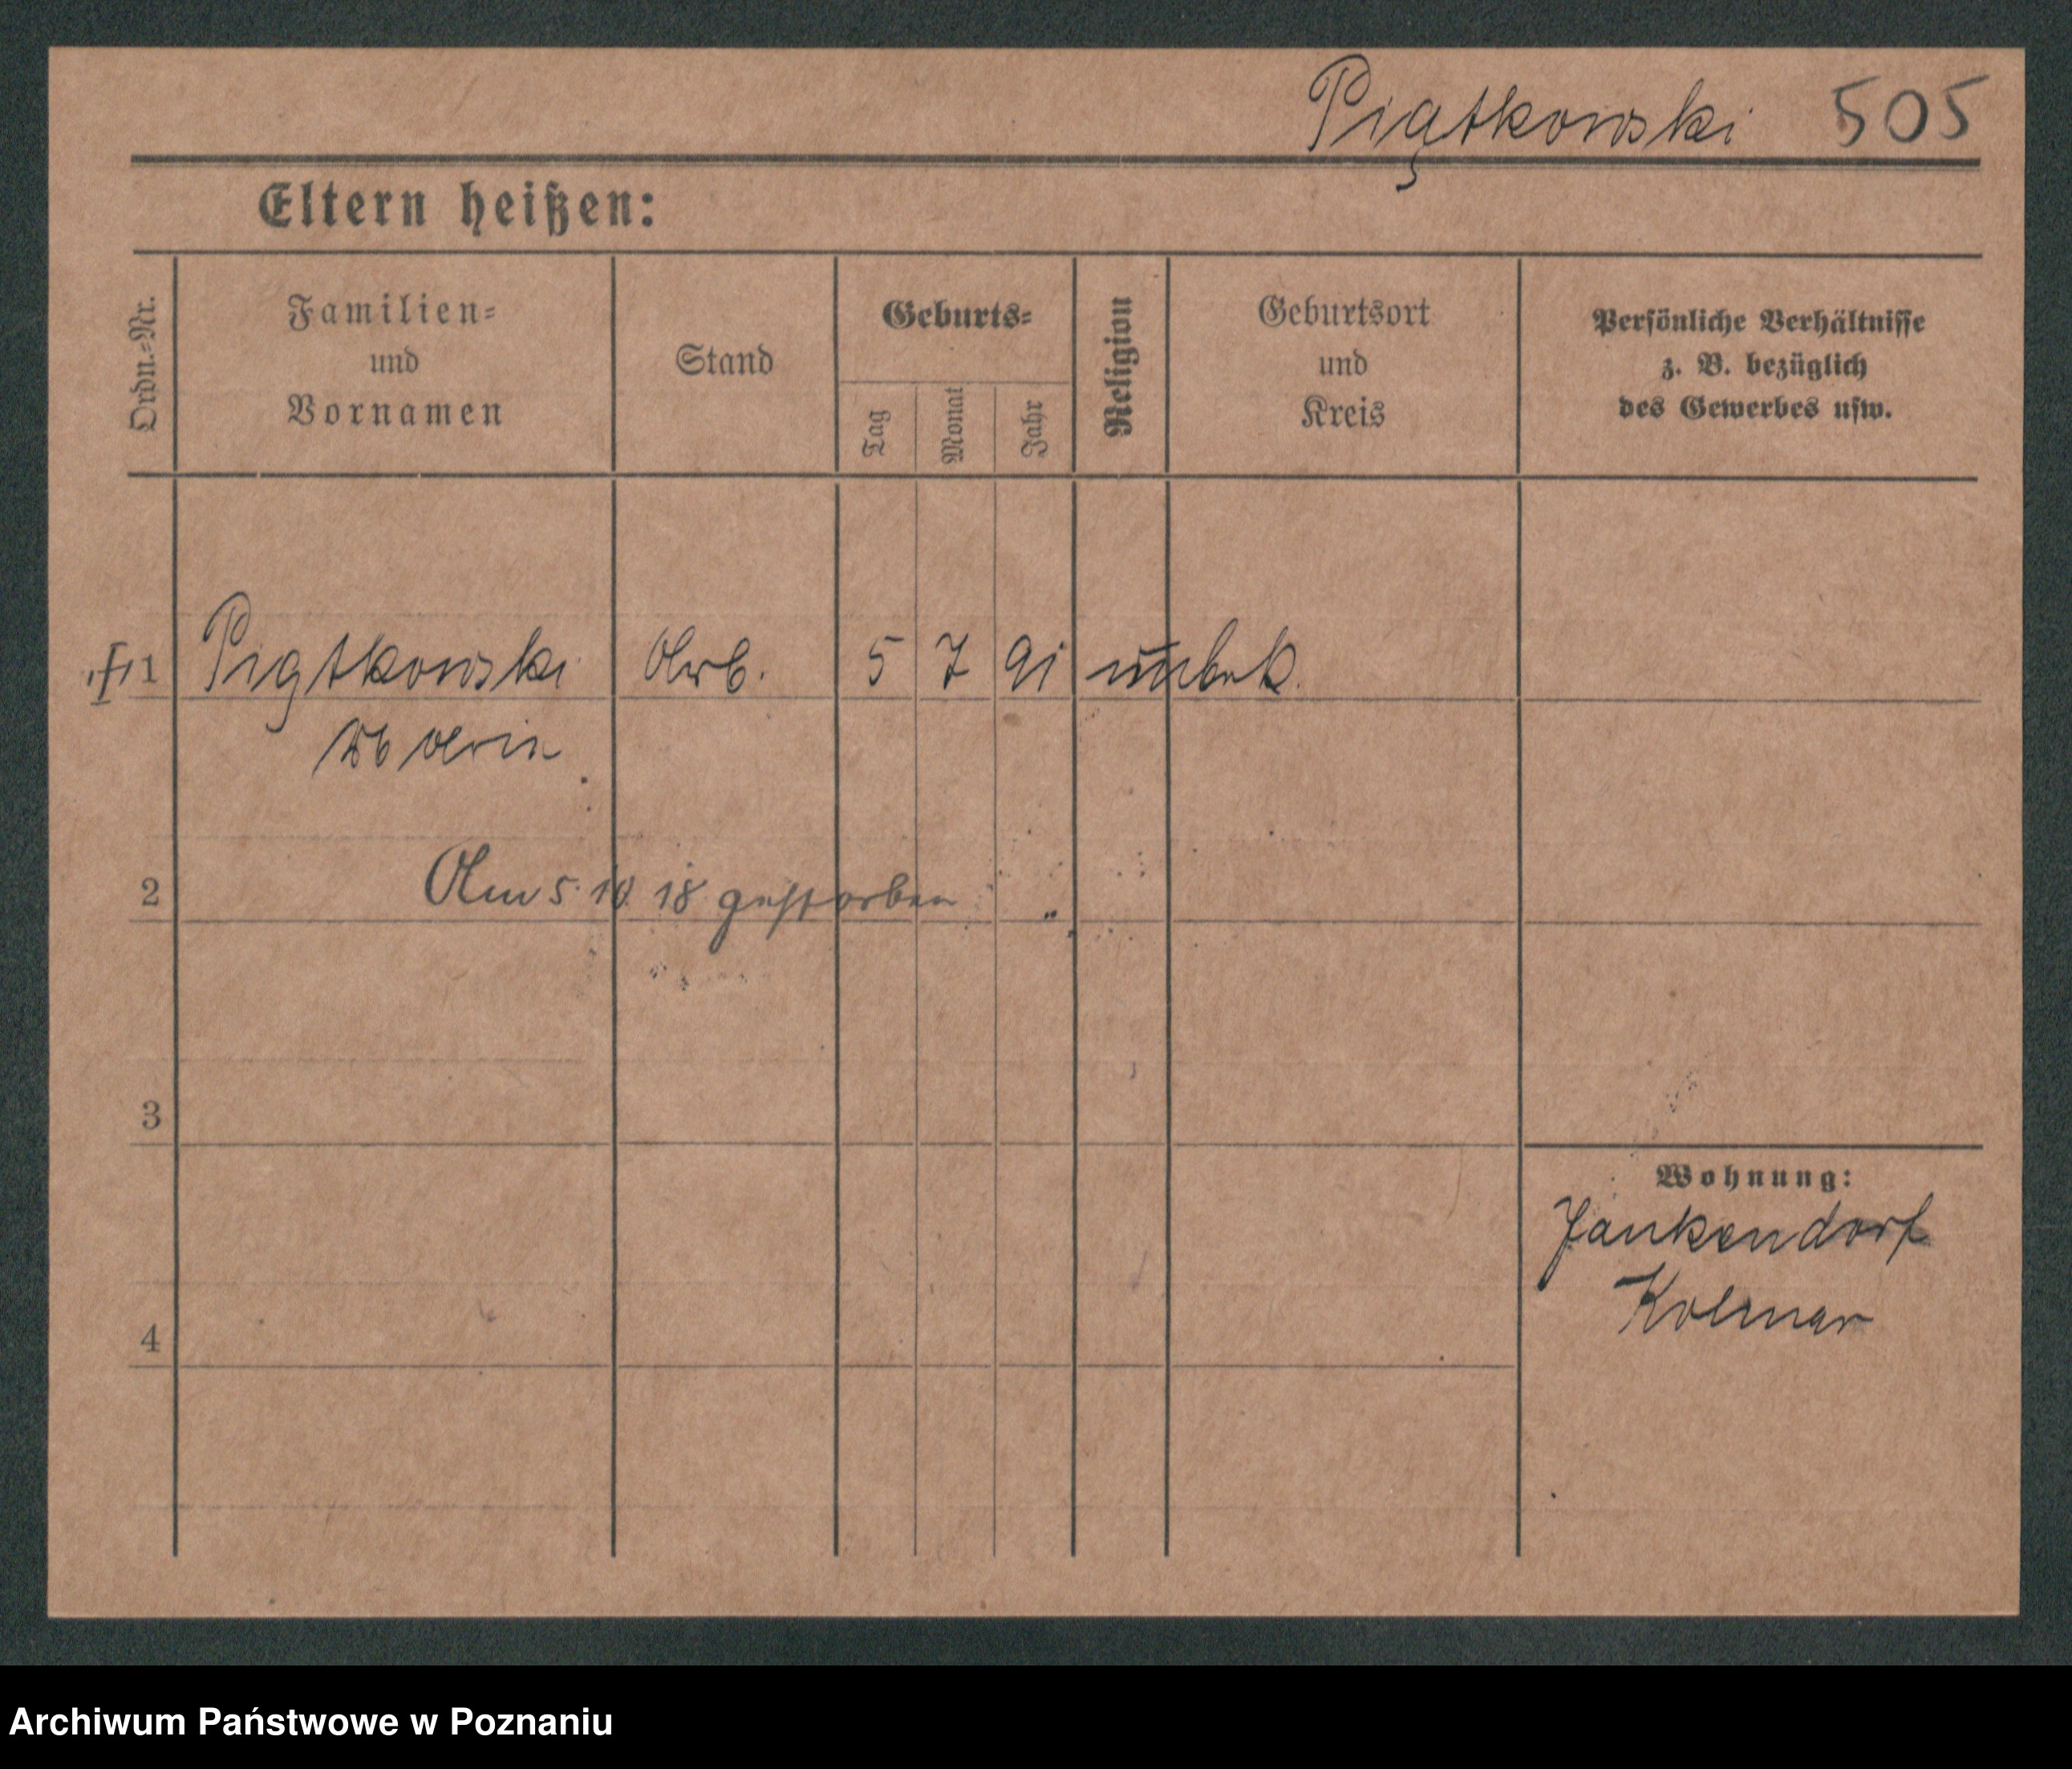 Piątkowski 505
Eltern heißen:
Ordn.-Nr.
Familien-
und
Vornamen
Stand
Geburts-
Tag
Monat
Jahr
Religion
Geburtsort
und
Kreis
Persönliche Verhältnisse
z. B. bezüglich
des Gewerbes usw.
1 Piątkowski Arb. 5 7 91 unbek.
2 Am 5. 10. 18 gestorben
3
4
Wohnung:
Jankendorf
Kolmar
Archiwum Państwowe w Poznaniu